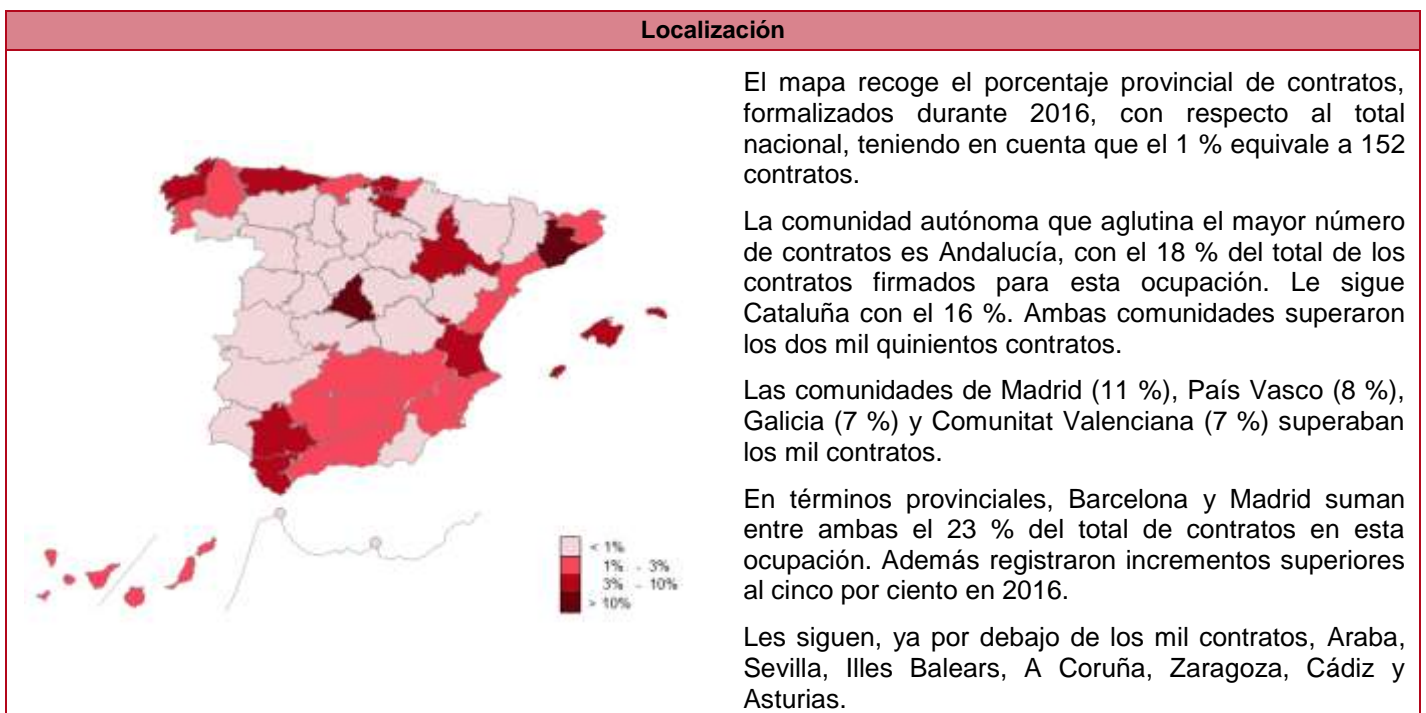 Localización
El mapa recoge el porcentaje provincial de contratos,
formalizados durante 2016, con respecto al total
nacional, teniendo en cuenta que el 1 % equivale a 152
contratos.
La comunidad autónoma que aglutina el mayor número
de contratos es Andalucía, con el 18 % del total de los
contratos firmados para esta ocupación. Le sigue
Cataluña con el 16 %. Ambas comunidades superaron
los dos mil quinientos contratos.
Las comunidades de Madrid (11 %), País Vasco (8 %),
Galicia (7 %) y Comunitat Valenciana (7 %) superaban
los mil contratos.
En términos provinciales, Barcelona y Madrid suman
entre ambas el 23 % del total de contratos en esta
ocupación. Además registraron incrementos superiores
al cinco por ciento en 2016.
Les siguen, ya por debajo de los mil contratos, Araba,
Sevilla, Illes Balears, A Coruña, Zaragoza, Cádiz y
Asturias.
< 1%
1% - 3%
3% - 10%
> 10%